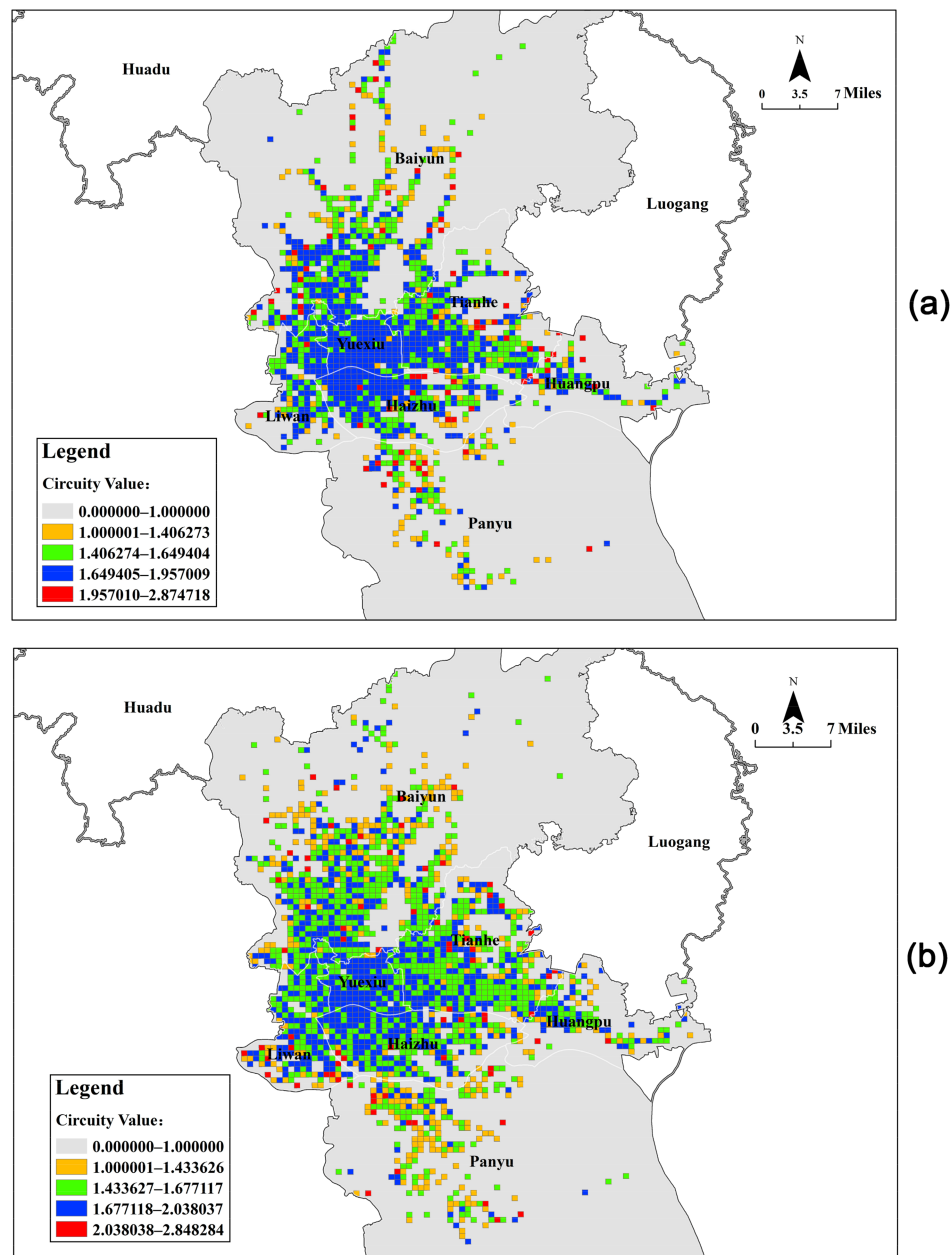 Huadu
N
0 3.5 7 Miles
Baiyun
Luogang
(a)
Tianhe
Yuexiu
Huangpu
Haizhu
Liwan
Legend
Circuity Value:
0.000000–1.000000
1.000001–1.406273
1.406274–1.649404
1.649405–1.957009
1.957010–2.874718
Panyu
Huadu
N
0 3.5 7 Miles
Baiyun
Luogang
Tianhe
(b)
Yuexiu
Huangpu
Haizhu
Liwan
Legend
Circuity Value:
0.000000–1.000000
1.000001–1.433626
1.433627–1.677117
1.677118–2.038037
2.038038–2.848284
Panyu